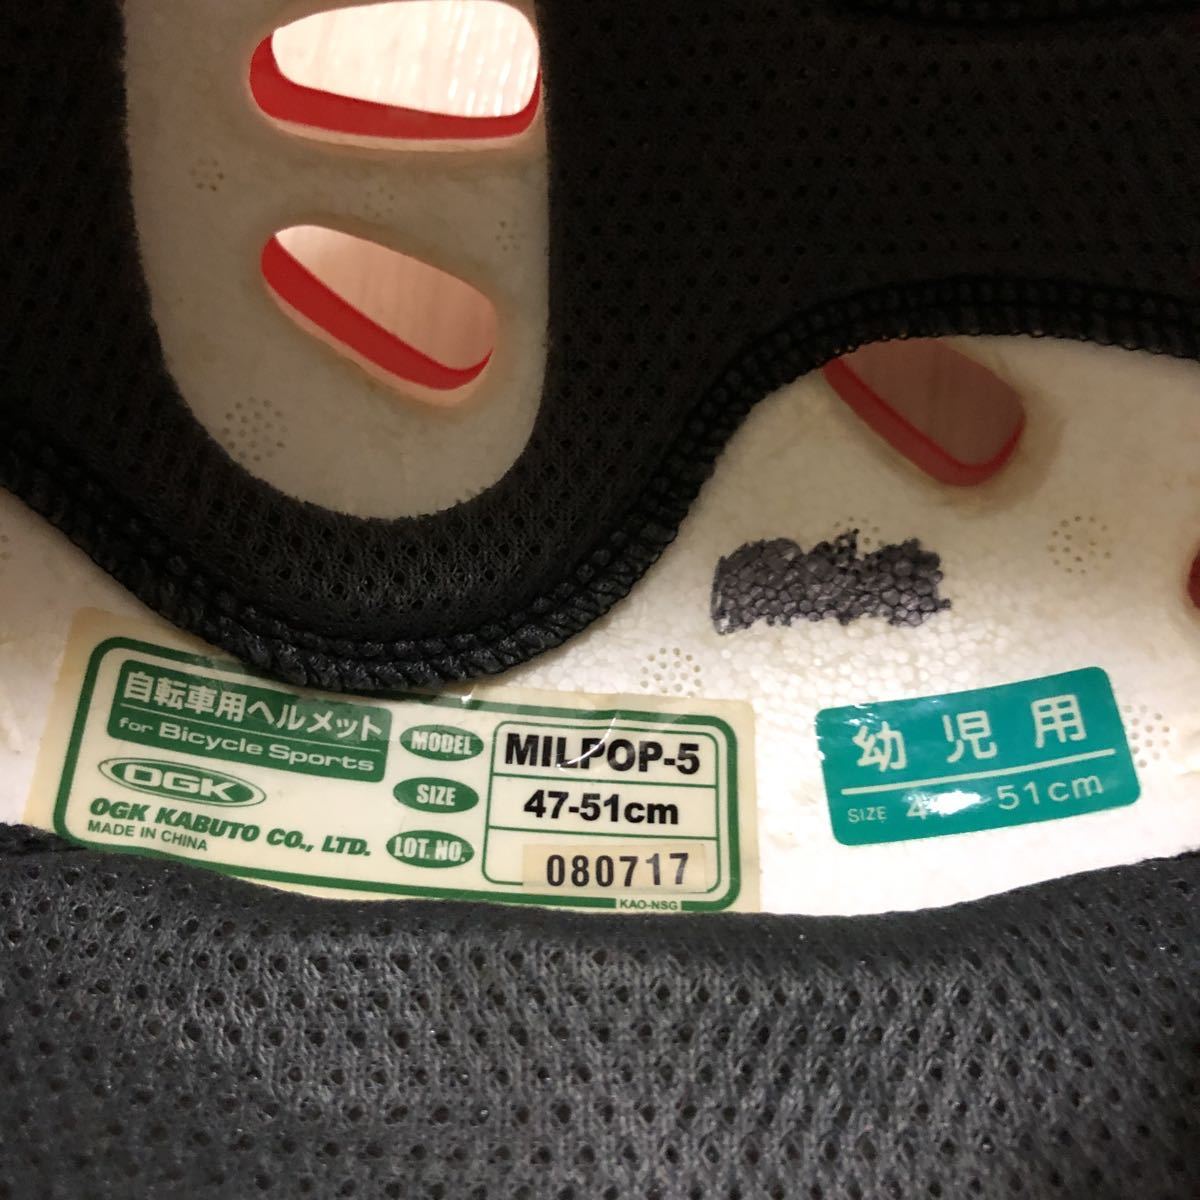 自転車用ヘルメット
for Bicycle Sports
OGK
OGK KABUTO CO., LTD.
MADE IN CHINA
MODEL MILPOP-5
SIZE 47-51cm
LOT. NO. 080717
KAO-NSG
幼児用
SIZE 51cm